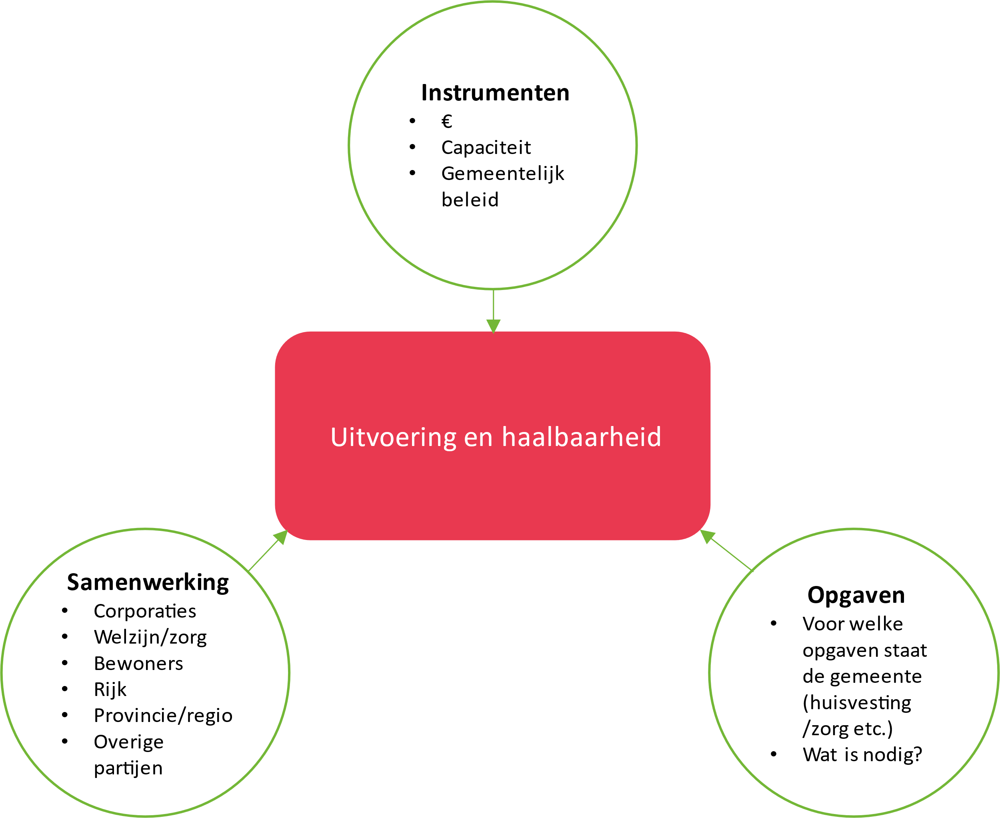 Instrumenten
• €
• Capaciteit
• Gemeentelijk
beleid
Uitvoering en haalbaarheid
Samenwerking
• Corporaties
• Welzijn/zorg
• Bewoners
• Rijk
• Provincie/regio
• Overige
partijen
Opgaven
• Voor welke
opgaven staat
de gemeente
(huisvesting
/zorg etc.)
• Wat is nodig?